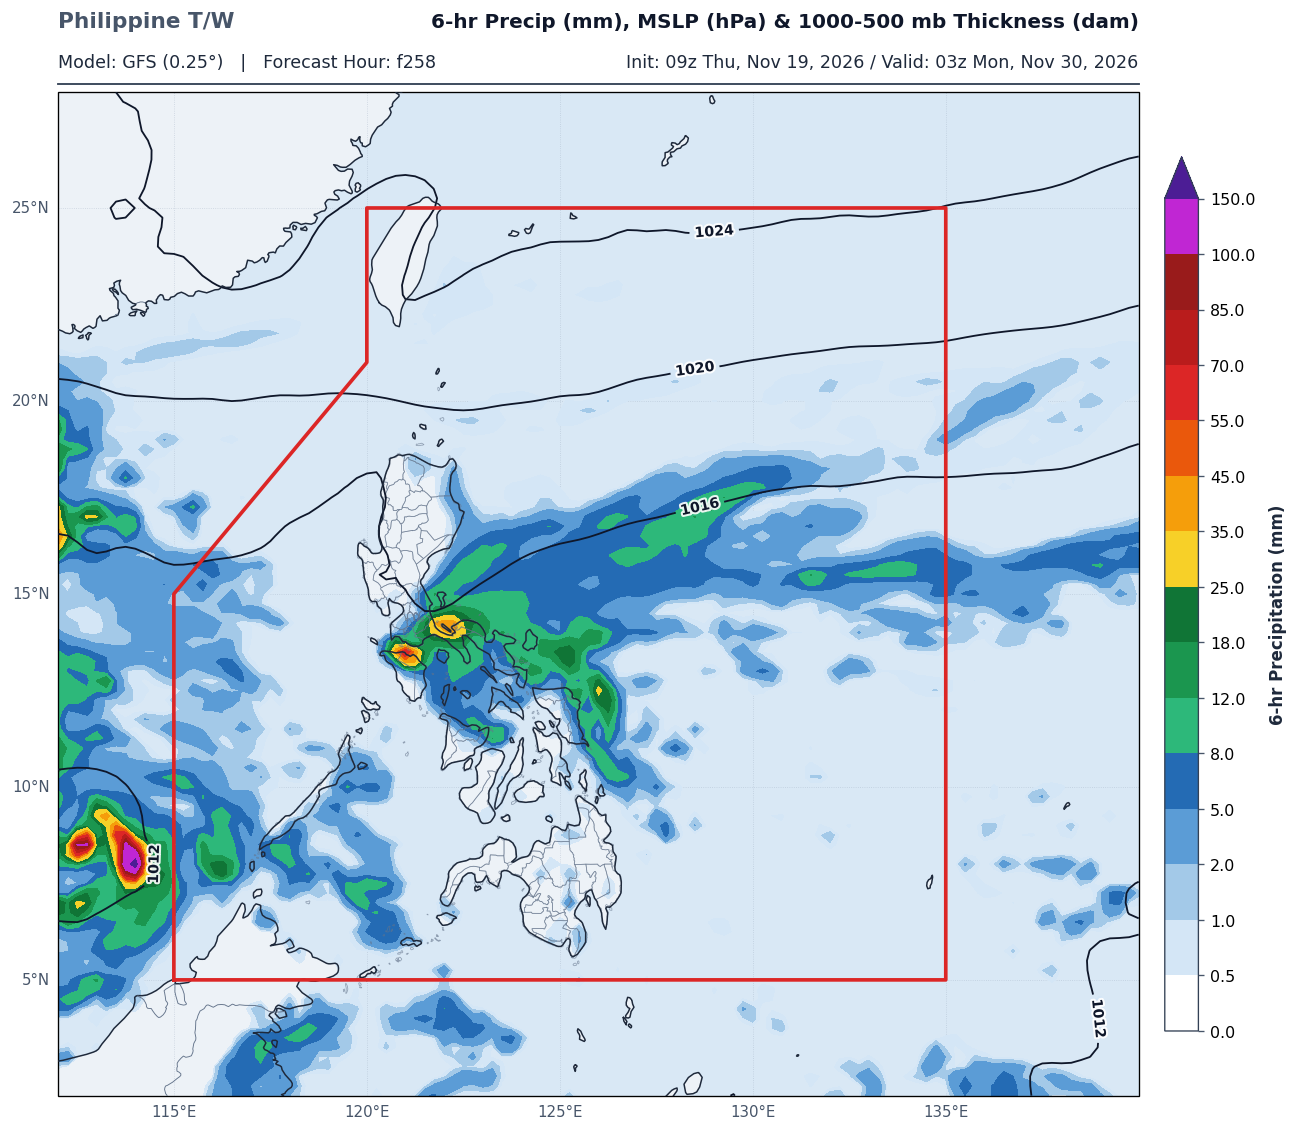 Philippine T/W
6-hr Precip (mm), MSLP (hPa) & 1000-500 mb Thickness (dam)
Model: GFS (0.25°) | Forecast Hour: f258
Init: 09z Thu, Nov 19, 2026 / Valid: 03z Mon, Nov 30, 2026
25°N
20°N
15°N
10°N
5°N
115°E
120°E
125°E
130°E
135°E
1024
1020
1016
1012
1012
150.0
100.0
85.0
70.0
55.0
45.0
35.0
25.0
18.0
12.0
8.0
5.0
2.0
1.0
0.5
0.0
6-hr Precipitation (mm)